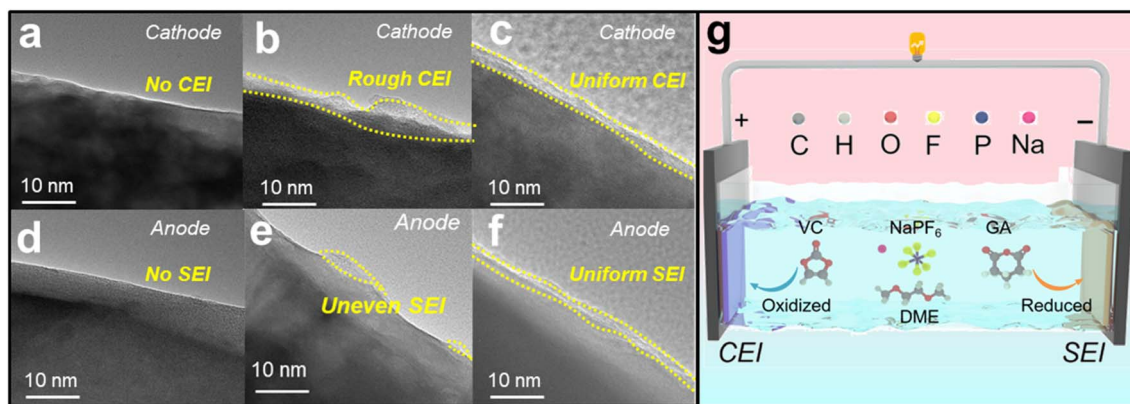 a
Cathode
No CEI
10 nm
b
Cathode
Rough CEI
10 nm
c
Cathode
Uniform CEI
10 nm
d
Anode
No SEI
10 nm
e
Anode
Uneven SEI
10 nm
f
Anode
Uniform SEI
10 nm
g
+ −
C H O F P Na
VC NaPF₆ GA
Oxidized DME Reduced
CEI SEI